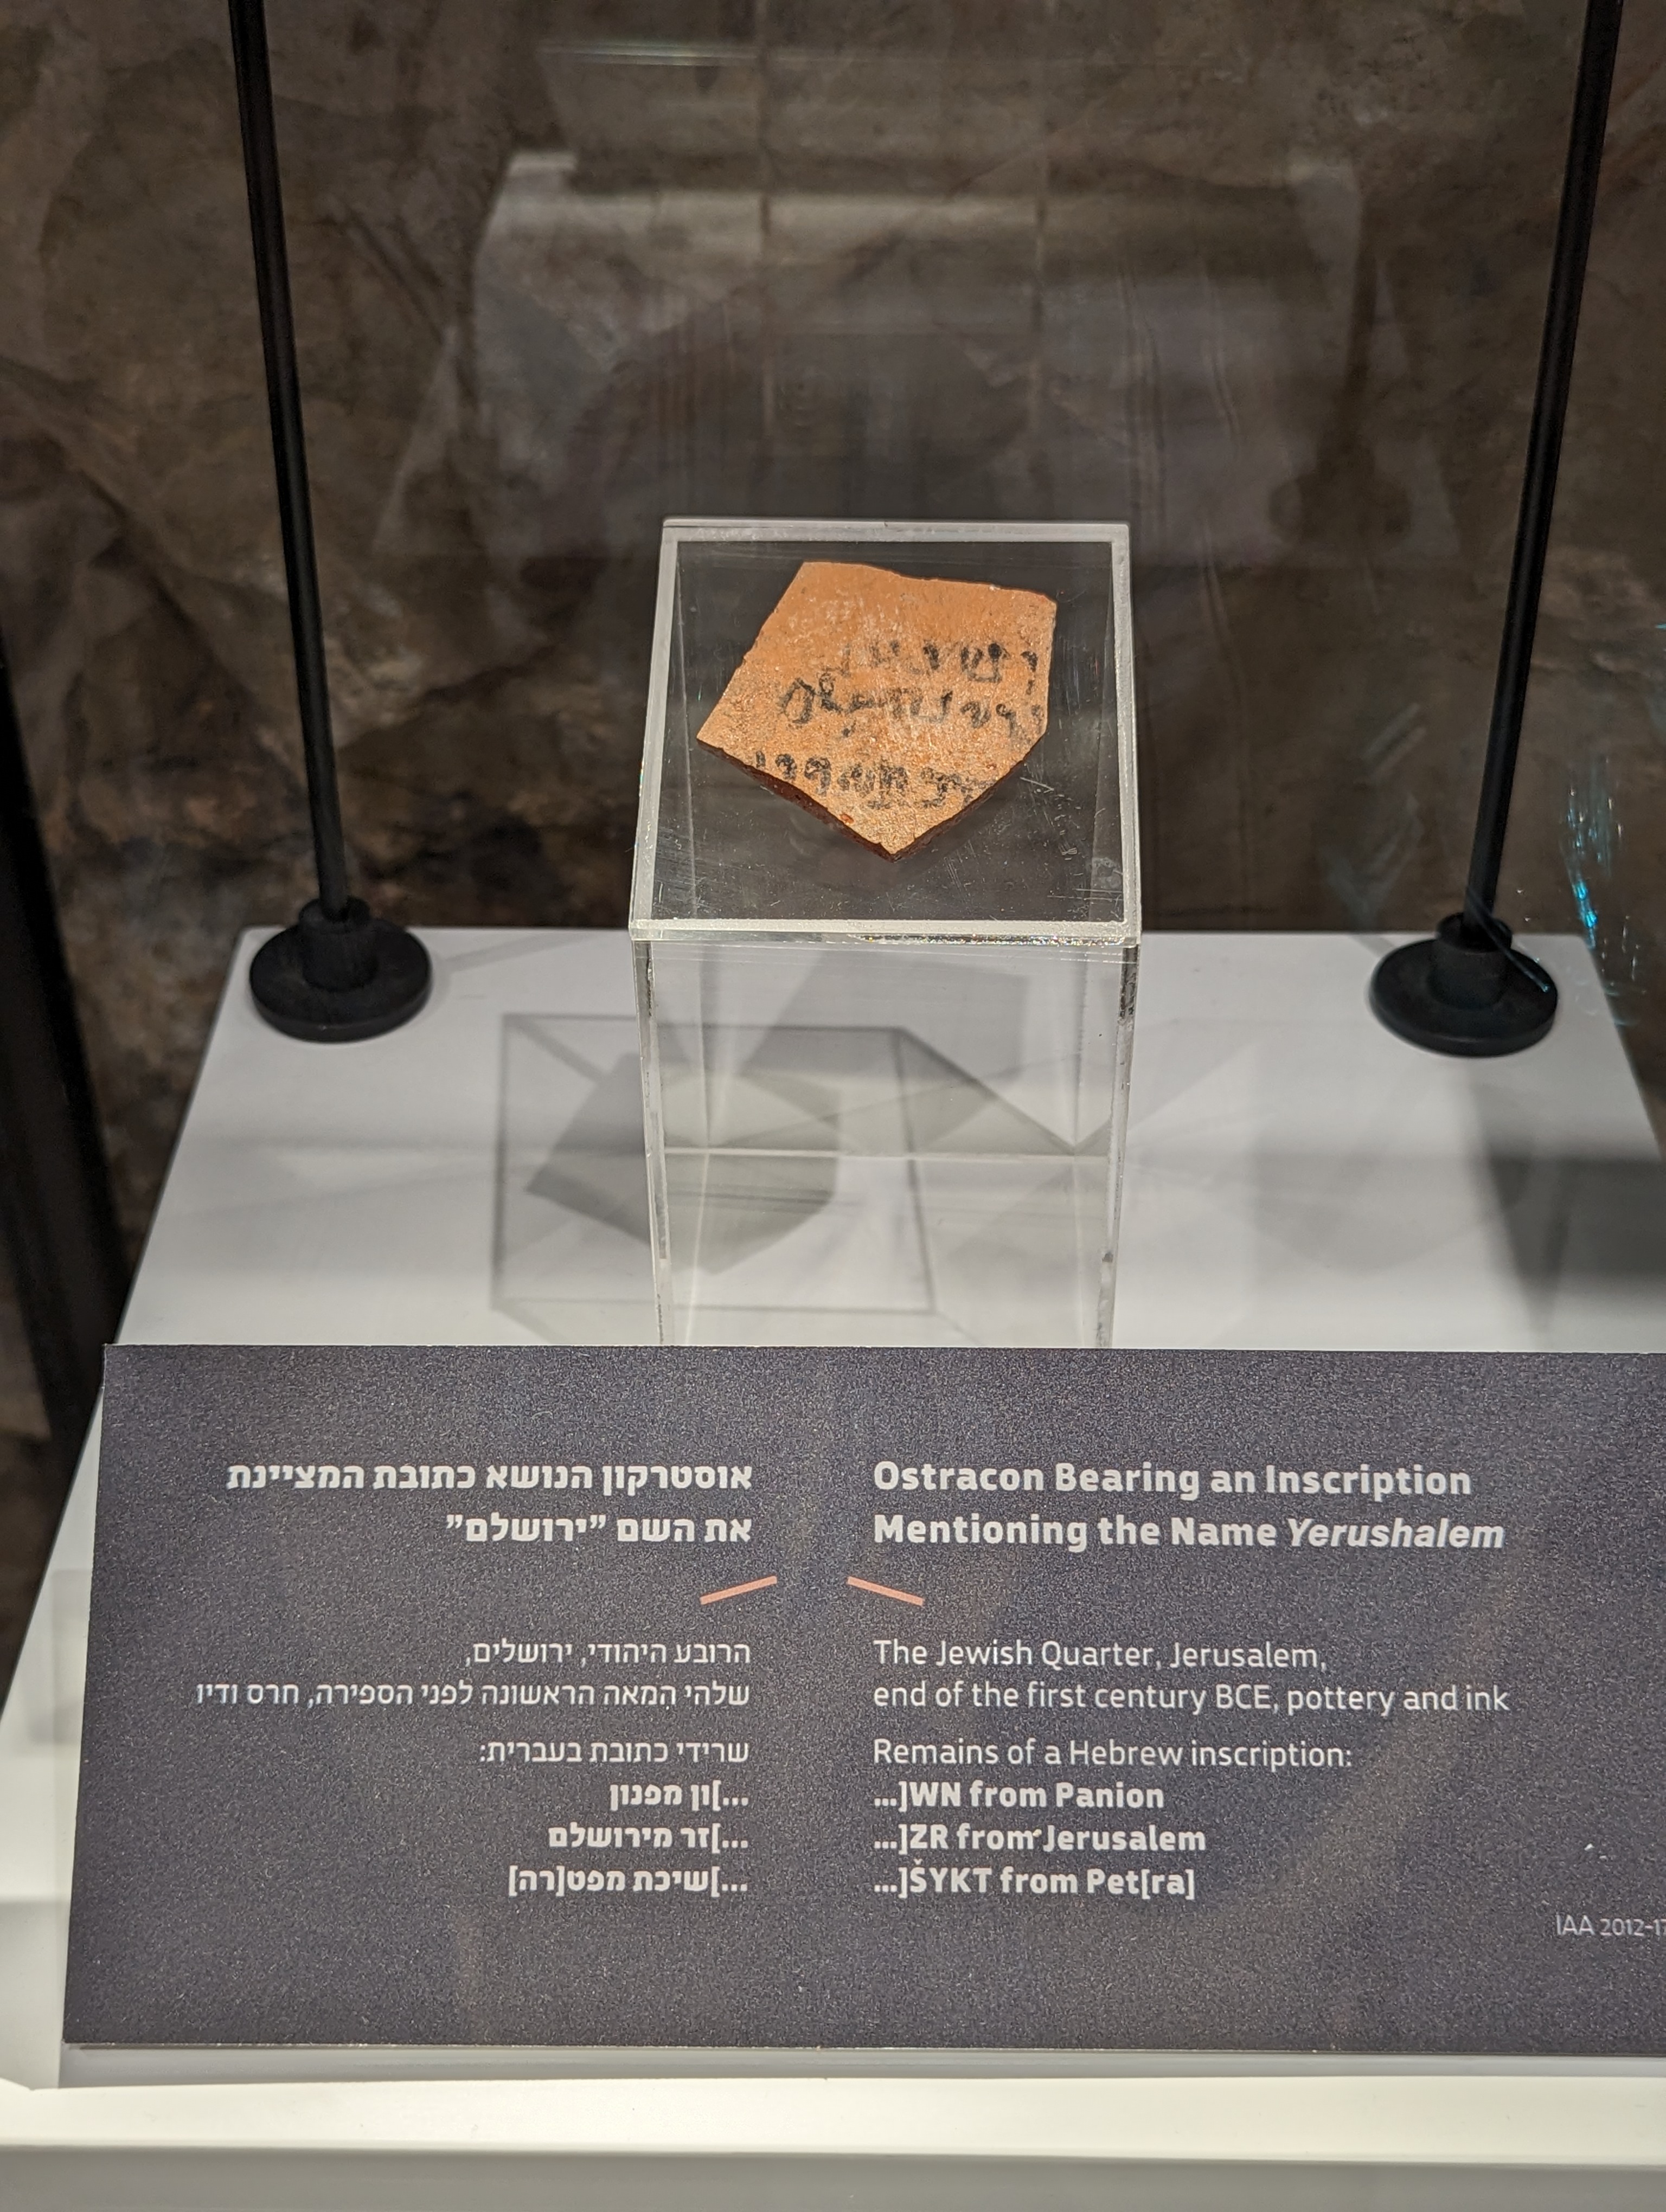 אוסטרקון הנושא כתובת המציינת
את השם "ירושלם"
הרובע היהודי, ירושלים,
שלהי המאה הראשונה לפני הספירה, חרס ודיו
שרידי כתובת בעברית:
...]ון מפנון
...]זר מירושלם
...]שיכת מפט[רה]
Ostracon Bearing an Inscription
Mentioning the Name Yerushalem
The Jewish Quarter, Jerusalem,
end of the first century BCE, pottery and ink
Remains of a Hebrew inscription:
...]WN from Panion
...]ZR from Jerusalem
...]ŠYKT from Pet[ra]
IAA 2012-17